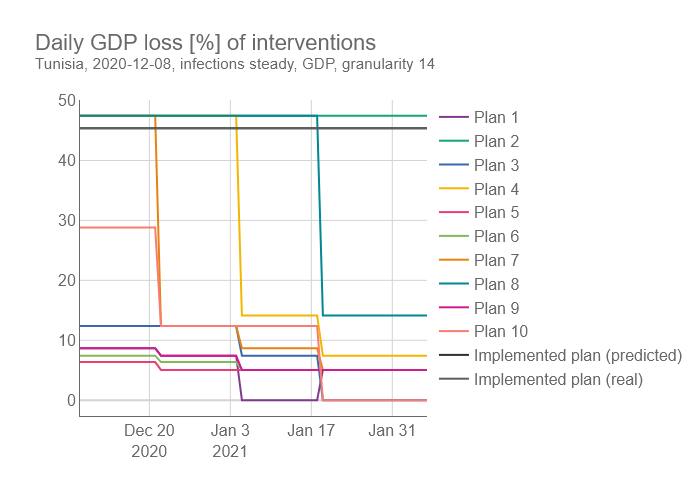 Daily GDP loss [%] of interventions
Tunisia, 2020-12-08, infections steady, GDP, granularity 14
50
40
30
20
10
0
Dec 20
2020
Jan 3
2021
Jan 17
Jan 31
Plan 1
Plan 2
Plan 3
Plan 4
Plan 5
Plan 6
Plan 7
Plan 8
Plan 9
Plan 10
Implemented plan (predicted)
Implemented plan (real)